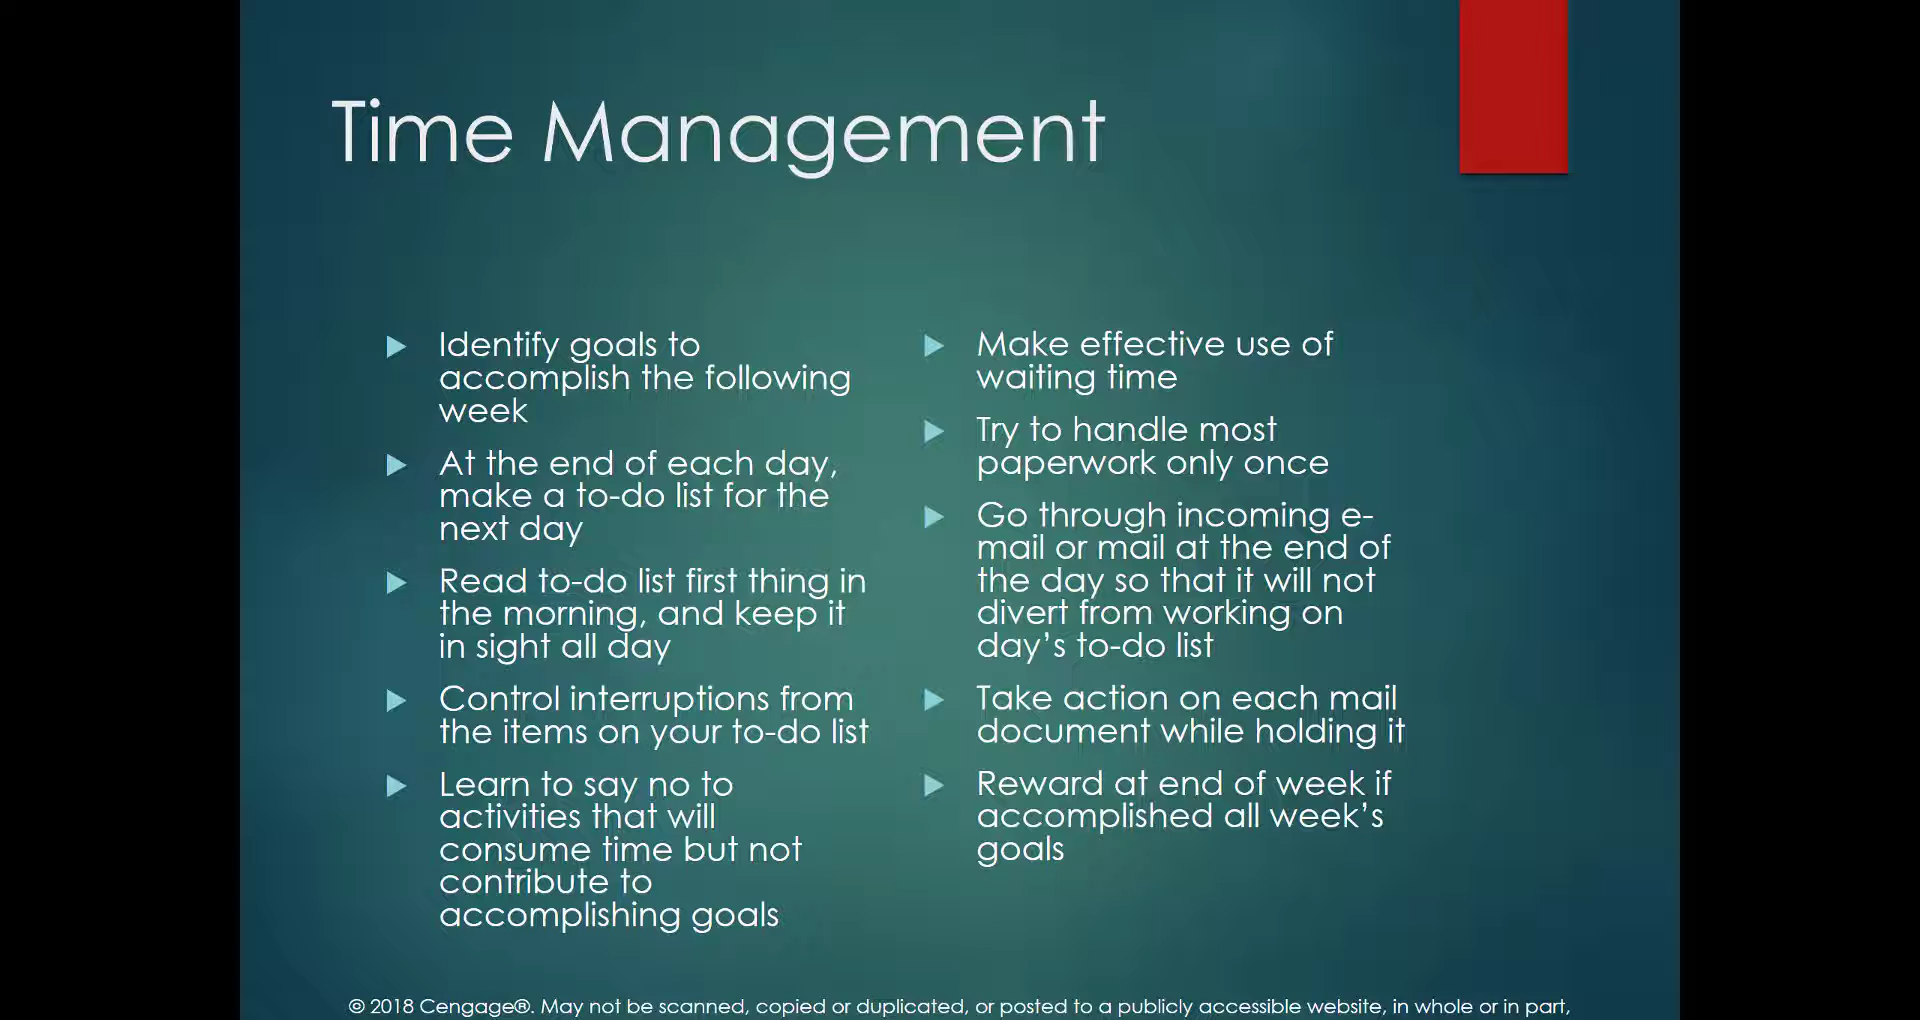 Time Management
Identify goals to
accomplish the following
week
At the end of each day,
make a to-do list for the
next day
Read to-do list first thing in
the morning, and keep it
in sight all day
Control interruptions from
the items on your to-do list
Learn to say no to
activities that will
consume time but not
contribute to
accomplishing goals
Make effective use of
waiting time
Try to handle most
paperwork only once
Go through incoming e-
mail or mail at the end of
the day so that it will not
divert from working on
day’s to-do list
Take action on each mail
document while holding it
Reward at end of week if
accomplished all week’s
goals
© 2018 Cengage®. May not be scanned, copied or duplicated, or posted to a publicly accessible website, in whole or in part,